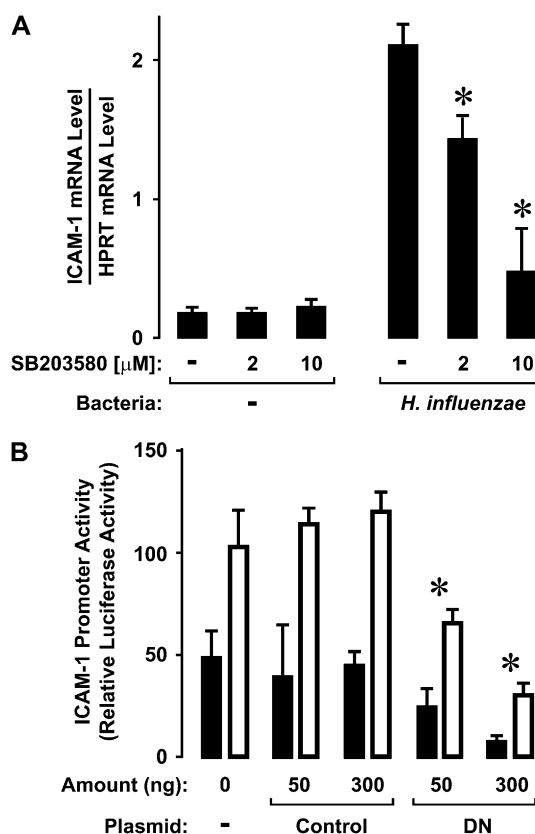 A
ICAM-1 mRNA Level
HPRT mRNA Level
2
1
0
*
*
SB203580 [µM]: - 2 10 - 2 10
Bacteria: - H. influenzae
B
ICAM-1 Promoter Activity
(Relative Luciferase Activity)
150
100
50
0
*
*
Amount (ng): 0 50 300 50 300
Plasmid: - Control DN